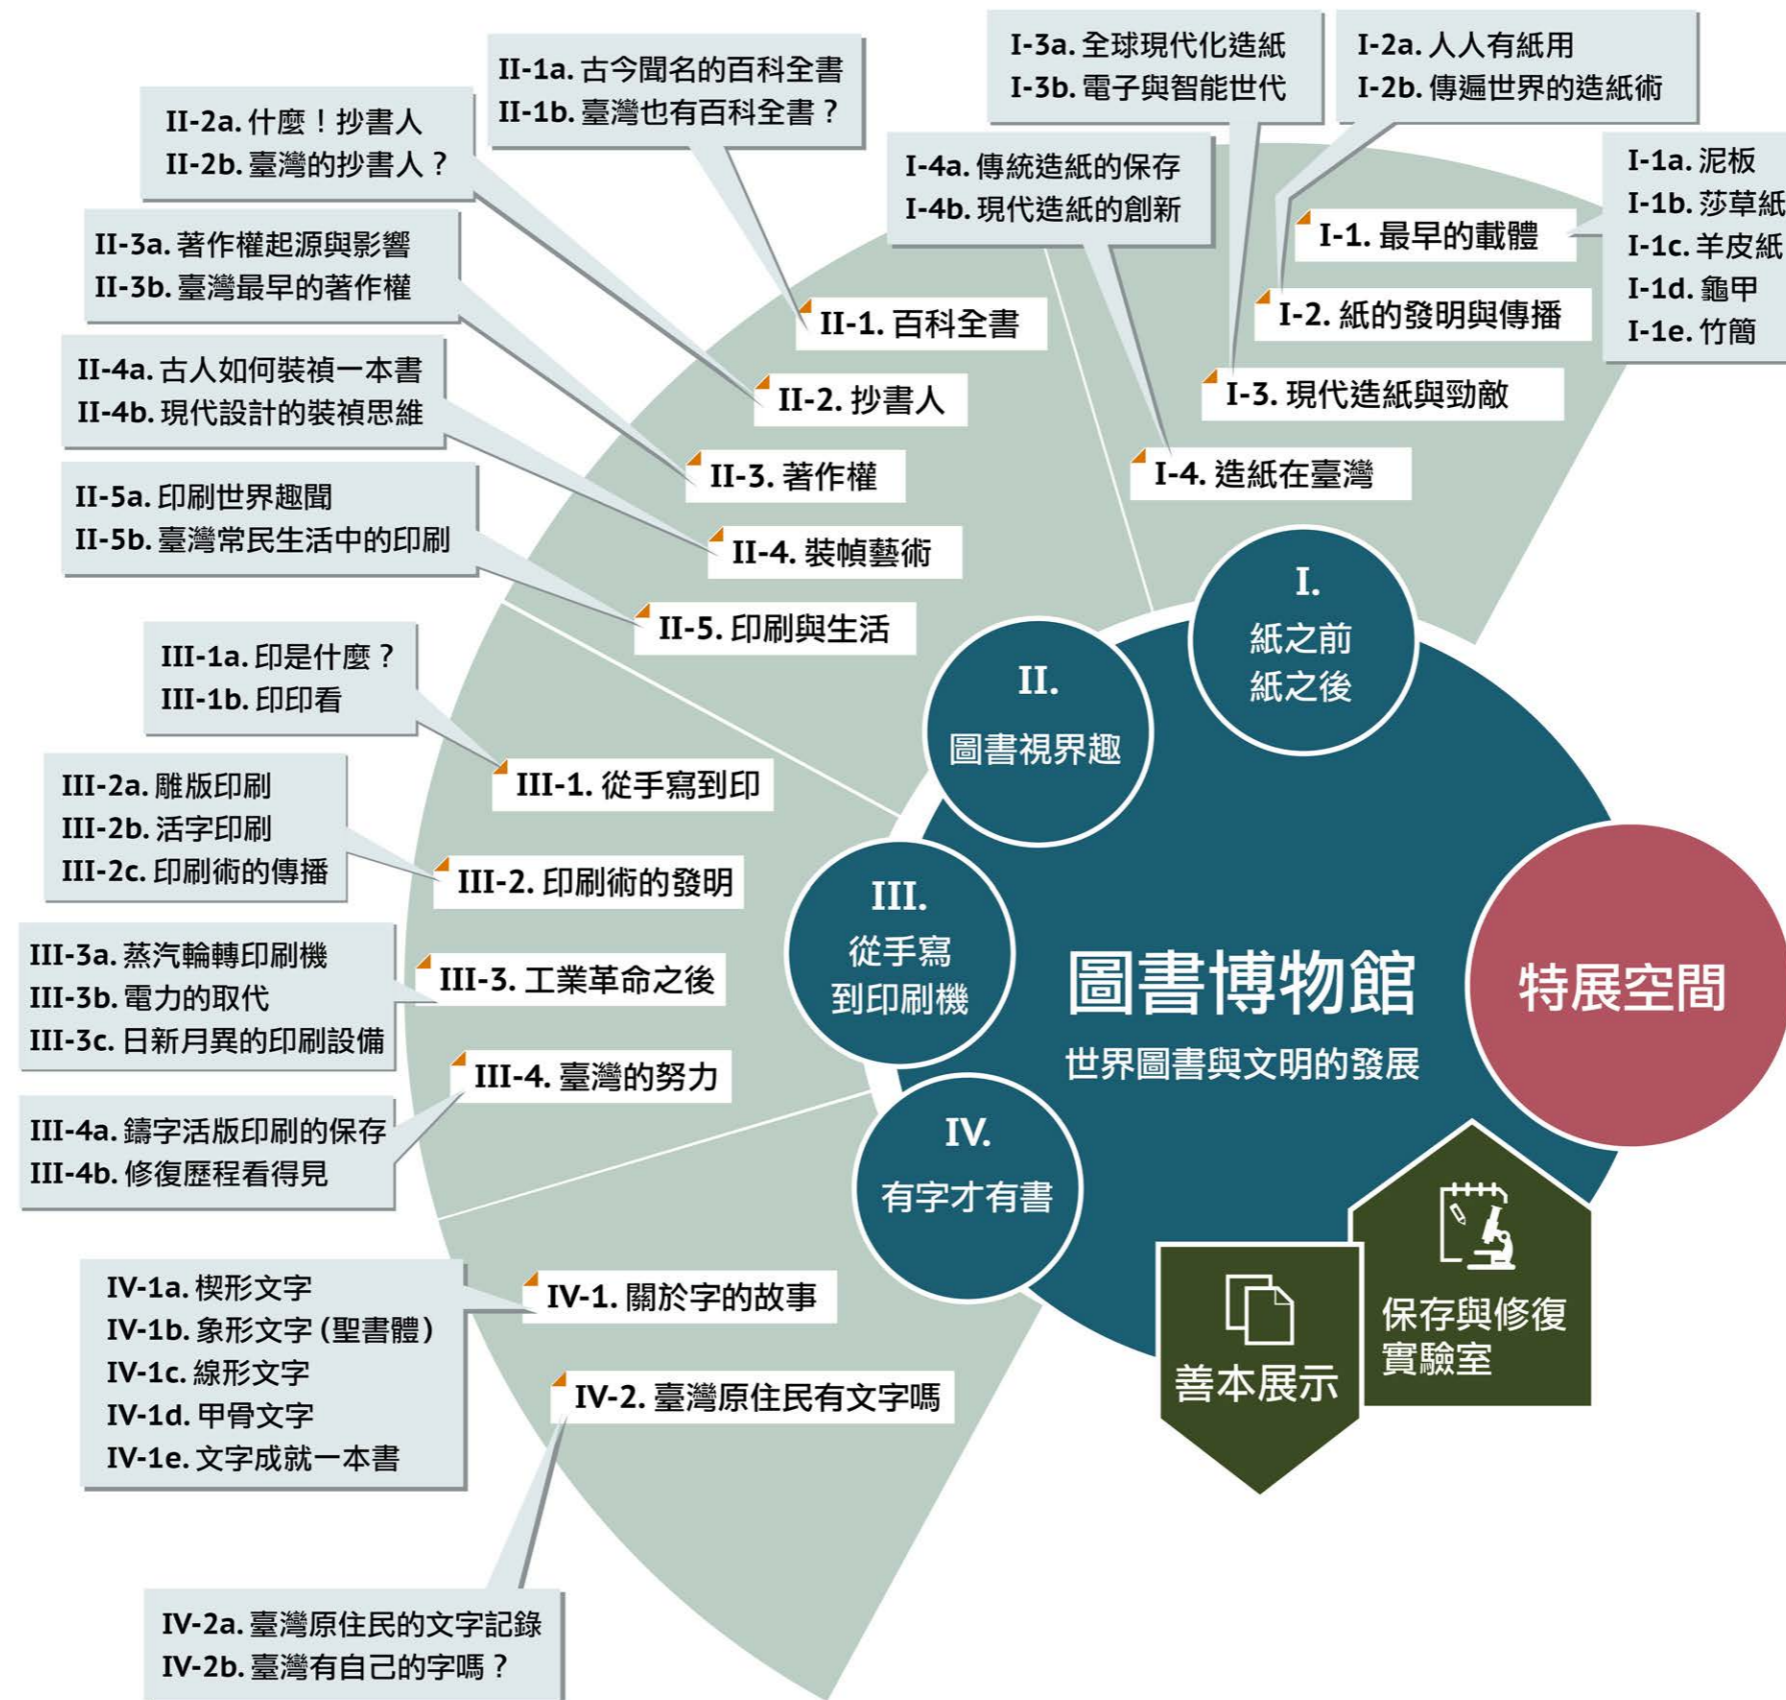 I-3a. 全球現代化造紙
I-3b. 電子與智能世代
I-2a. 人人有紙用
I-2b. 傳遍世界的造紙術
II-1a. 古今聞名的百科全書
II-1b. 臺灣也有百科全書？
II-2a. 什麼！抄書人
II-2b. 臺灣的抄書人？
I-4a. 傳統造紙的保存
I-4b. 現代造紙的創新
I-1a. 泥板
I-1b. 莎草紙
I-1c. 羊皮紙
I-1d. 龜甲
I-1e. 竹簡
I-1. 最早的載體
I-2. 紙的發明與傳播
I-3. 現代造紙與勁敵
I-4. 造紙在臺灣
II-3a. 著作權起源與影響
II-3b. 臺灣最早的著作權
II-4a. 古人如何裝禎一本書
II-4b. 現代設計的裝禎思維
II-5a. 印刷世界趣聞
II-5b. 臺灣常民生活中的印刷
II-1. 百科全書
II-2. 抄書人
II-3. 著作權
II-4. 裝幀藝術
II-5. 印刷與生活
I.
紙之前
紙之後
II.
圖書視界趣
III-1a. 印是什麼？
III-1b. 印印看
III-2a. 雕版印刷
III-2b. 活字印刷
III-2c. 印刷術的傳播
III-3a. 蒸汽輪轉印刷機
III-3b. 電力的取代
III-3c. 日新月異的印刷設備
III-4a. 鑄字活版印刷的保存
III-4b. 修復歷程看得見
III-1. 從手寫到印
III-2. 印刷術的發明
III-3. 工業革命之後
III-4. 臺灣的努力
III.
從手寫
到印刷機
圖書博物館
世界圖書與文明的發展
特展空間
IV.
有字才有書
IV-1a. 楔形文字
IV-1b. 象形文字（聖書體）
IV-1c. 線形文字
IV-1d. 甲骨文字
IV-1e. 文字成就一本書
IV-1. 關於字的故事
IV-2. 臺灣原住民有文字嗎
善本展示
保存與修復
實驗室
IV-2a. 臺灣原住民的文字記錄
IV-2b. 臺灣有自己的字嗎？